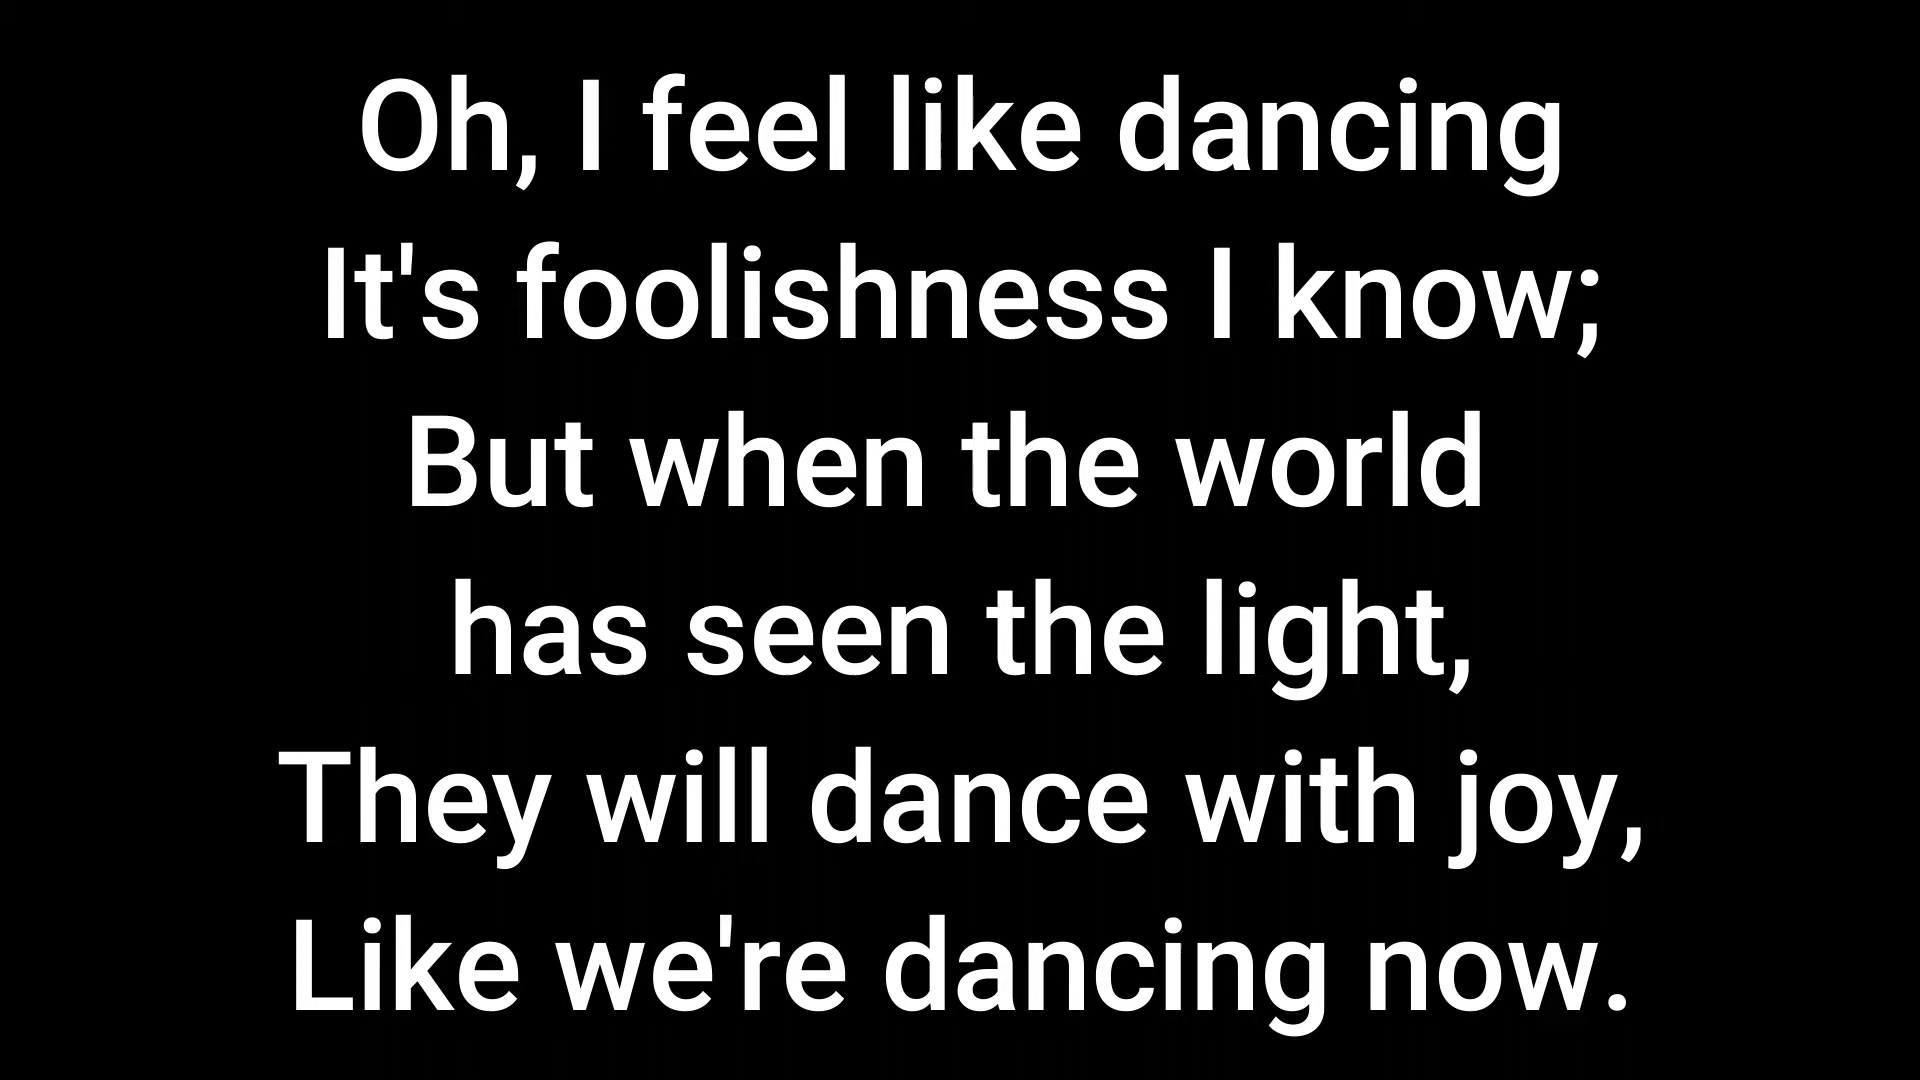 Oh, I feel like dancing
It's foolishness I know;
But when the world
has seen the light,
They will dance with joy,
Like we're dancing now.